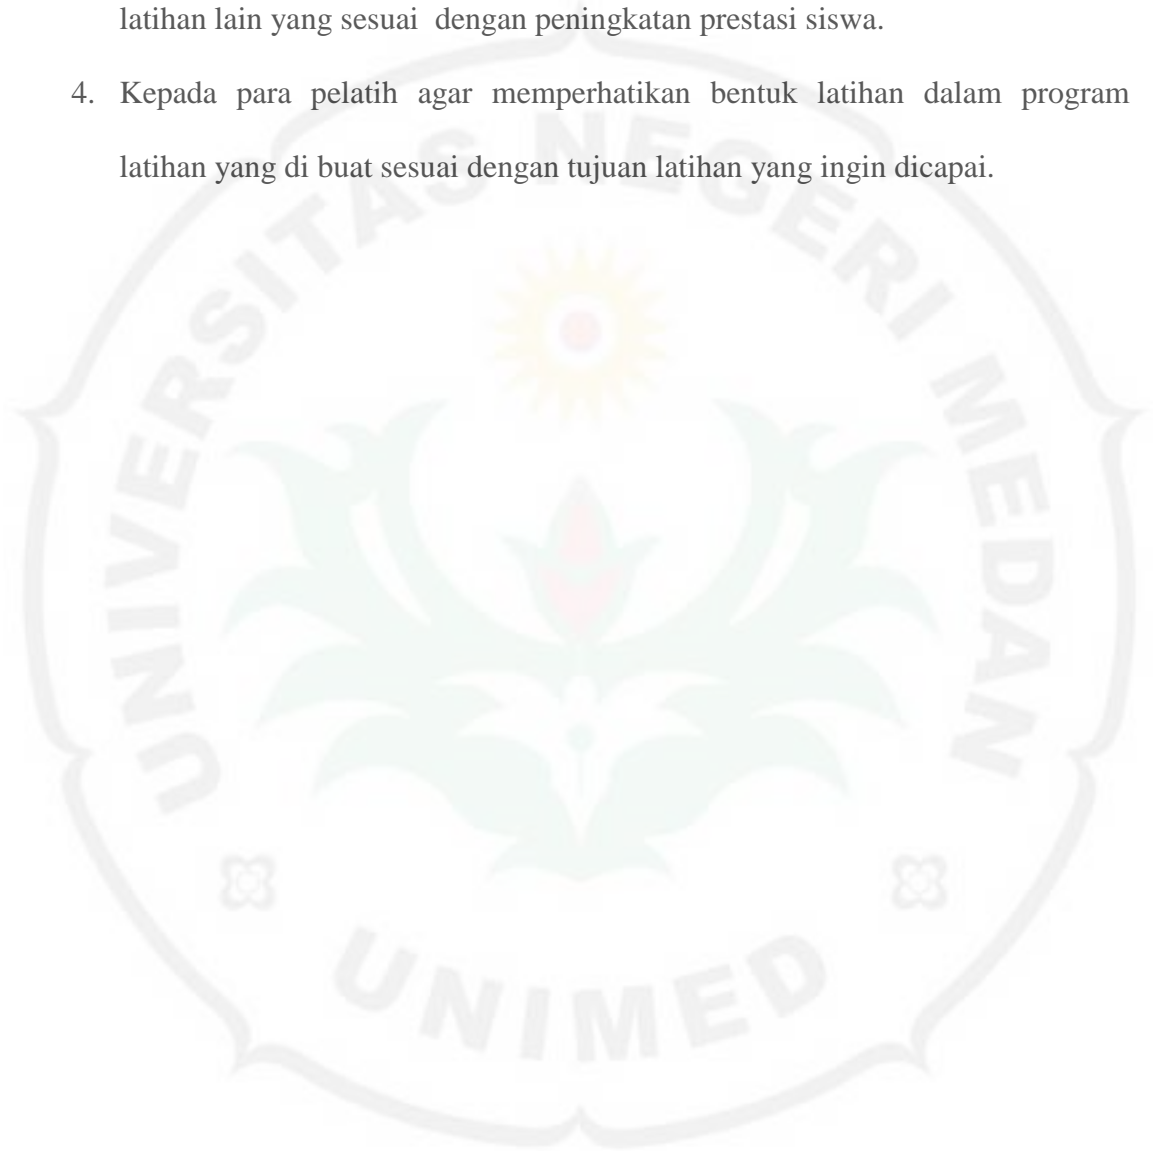 latihan lain yang sesuai  dengan peningkatan prestasi siswa.
4. Kepada para pelatih agar memperhatikan bentuk latihan dalam program
latihan yang di buat sesuai dengan tujuan latihan yang ingin dicapai.
UNIVERSITAS NEGERI MEDAN
UNIMED